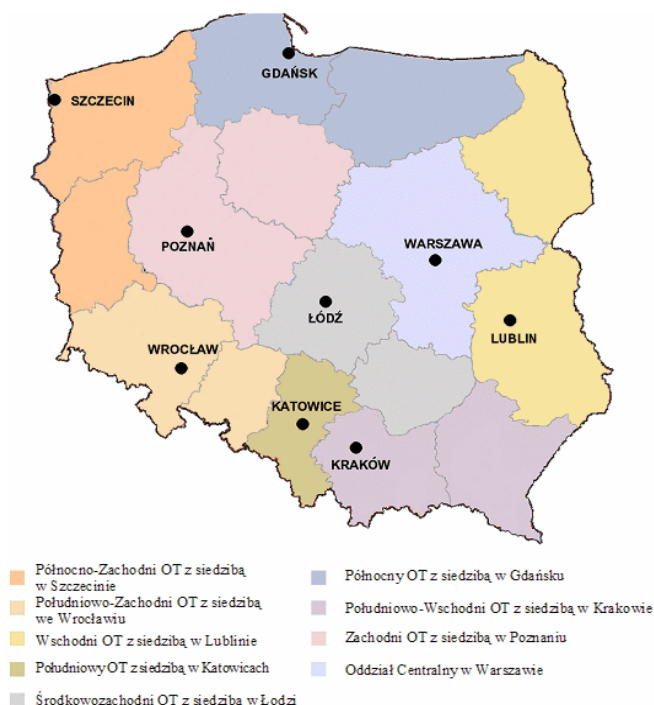 GDAŃSK
SZCZECIN
POZNAŃ
WARSZAWA
ŁÓDŹ
LUBLIN
WROCŁAW
KATOWICE
KRAKÓW
Północno-Zachodni OT z siedzibą
w Szczecinie
Południowo-Zachodni OT z siedzibą
we Wrocławiu
Wschodni OT z siedzibą w Lublinie
Południowy OT z siedzibą w Katowicach
Środkowozachodni OT z siedzibą w Łodzi
Północny OT z siedzibą w Gdańsku
Południowo-Wschodni OT z siedzibą w Krakowie
Zachodni OT z siedzibą w Poznaniu
Oddział Centralny w Warszawie